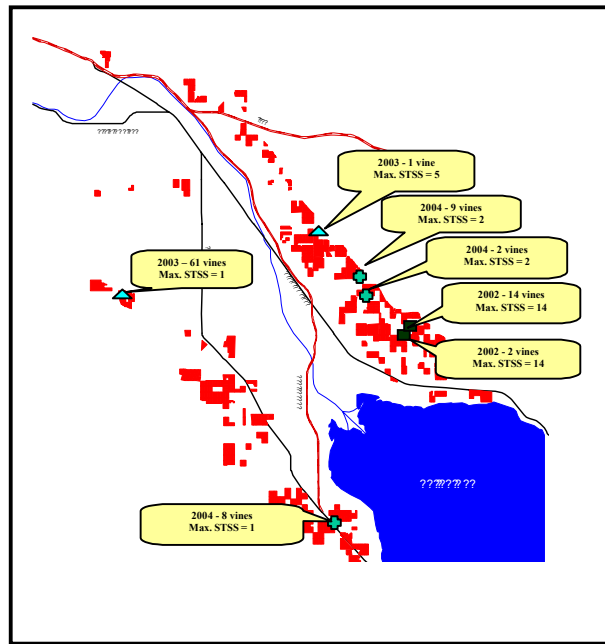 2003 - 1 vine
Max. STSS = 5
2004 - 9 vines
Max. STSS = 2
2004 - 2 vines
Max. STSS = 2
2003 – 61 vines
Max. STSS = 1
2002 - 14 vines
Max. STSS = 14
2002 - 2 vines
Max. STSS = 14
2004 - 8 vines
Max. STSS = 1